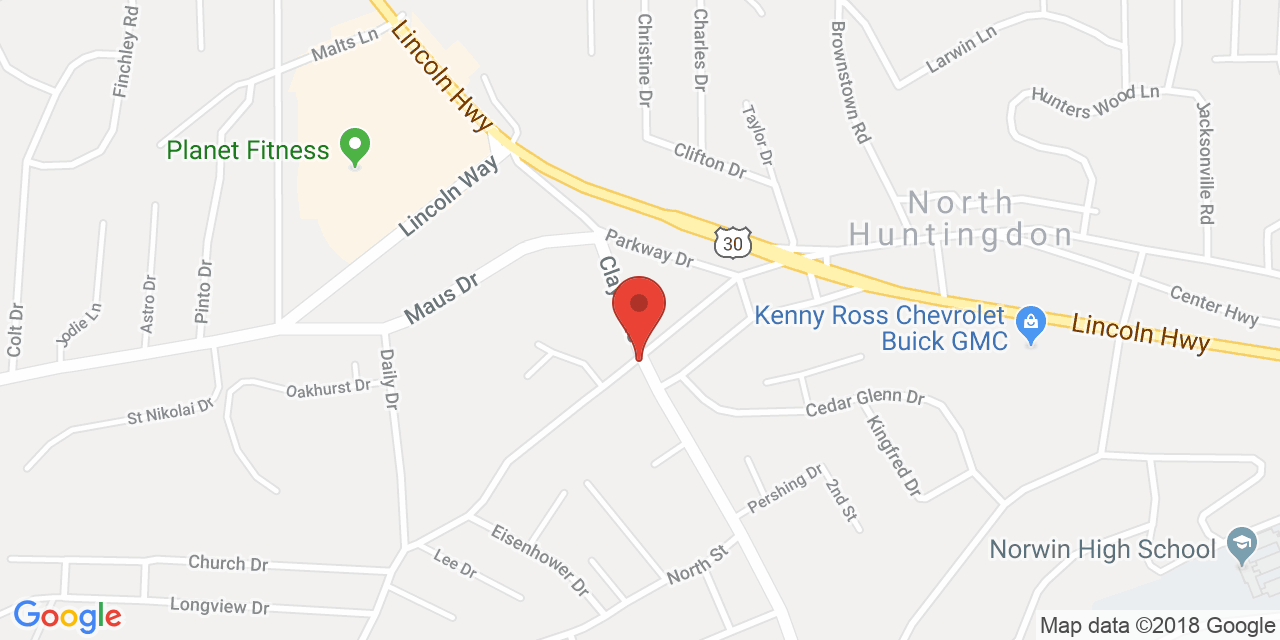 Finchley Rd
Malts Ln
Lincoln Hwy
Christine Dr
Charles Dr
Brownstown Rd
Larwin Ln
Hunters Wood Ln
Jacksonville Rd
Planet Fitness
Taylor Dr
Clifton Dr
Lincoln Way
North
Huntingdon
Parkway Dr
30
Clay
Maus Dr
Colt Dr
Jodie Ln
Astro Dr
Pinto Dr
Center Hwy
Kenny Ross Chevrolet
Buick GMC
Lincoln Hwy
Daily Dr
Oakhurst Dr
St Nikolai Dr
Cedar Glenn Dr
Kingfred Dr
Pershing Dr
2nd St
Eisenhower Dr
Lee Dr
North St
Norwin High School
Church Dr
Longview Dr
Google
Map data ©2018 Google